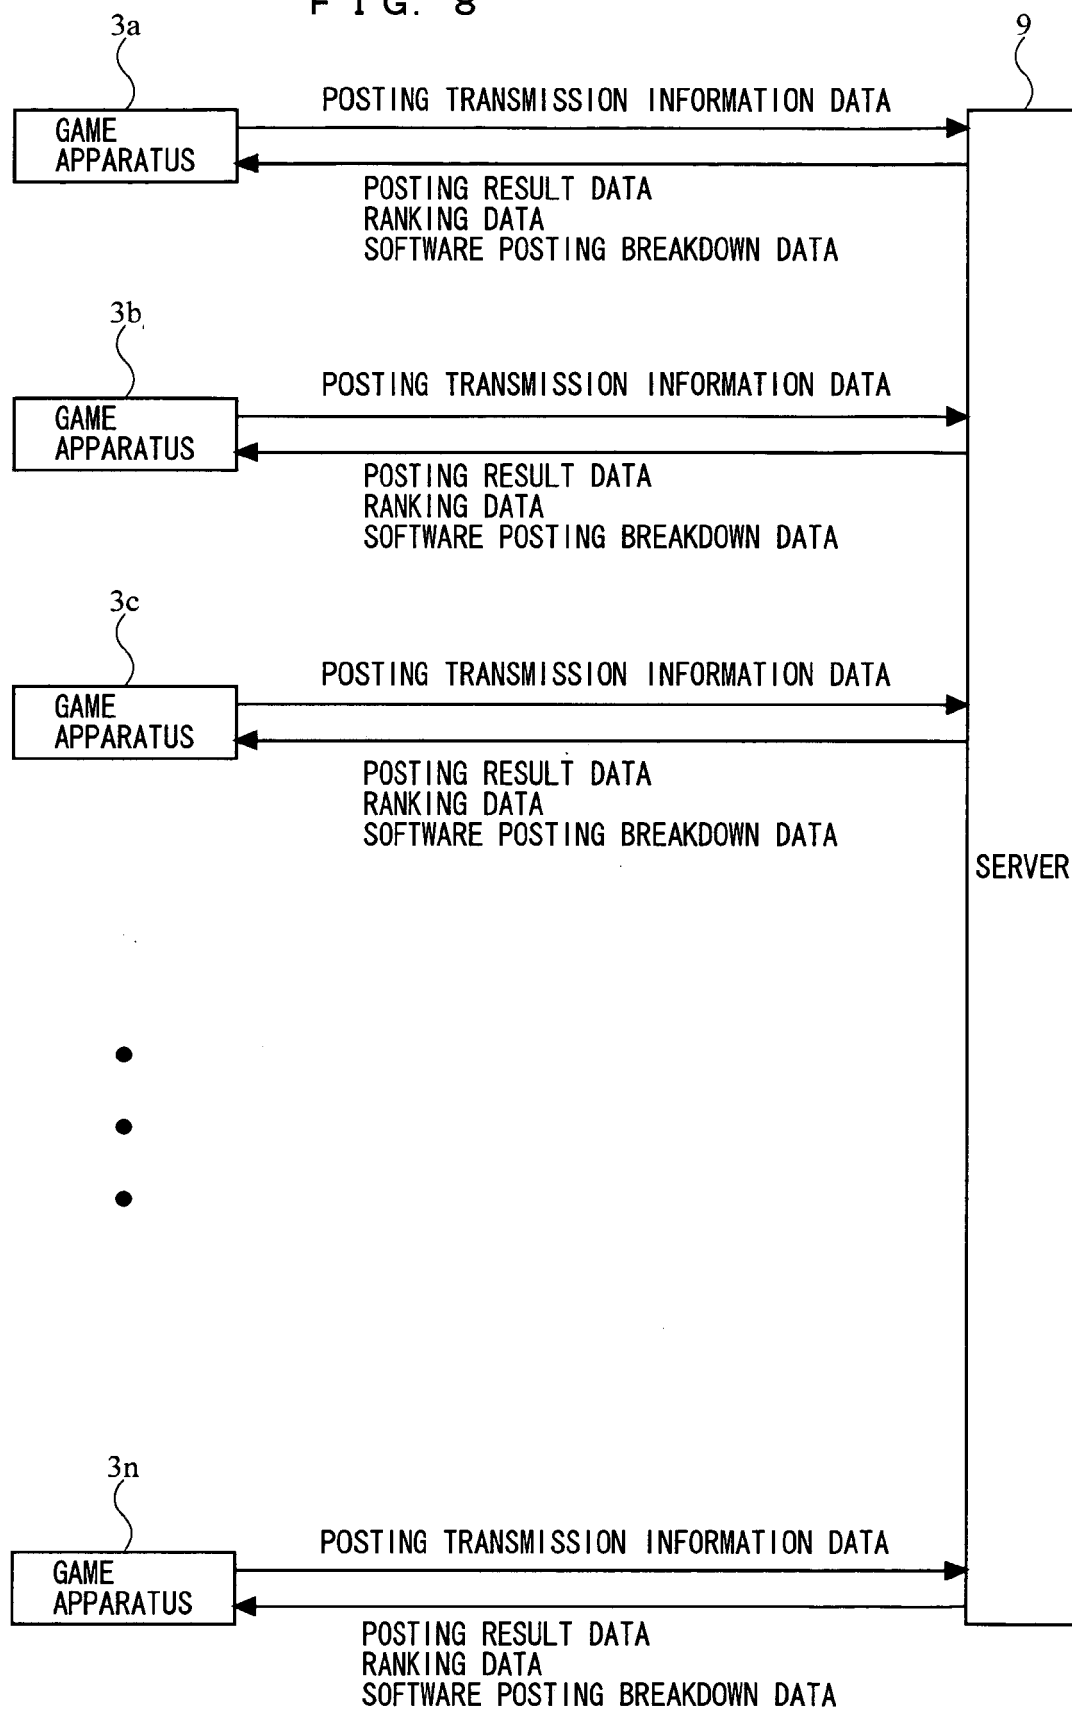 FIG. 8
3a
9
POSTING TRANSMISSION INFORMATION DATA
GAME
APPARATUS
POSTING RESULT DATA
RANKING DATA
SOFTWARE POSTING BREAKDOWN DATA
3b
POSTING TRANSMISSION INFORMATION DATA
GAME
APPARATUS
POSTING RESULT DATA
RANKING DATA
SOFTWARE POSTING BREAKDOWN DATA
3c
POSTING TRANSMISSION INFORMATION DATA
GAME
APPARATUS
POSTING RESULT DATA
RANKING DATA
SOFTWARE POSTING BREAKDOWN DATA
SERVER
3n
POSTING TRANSMISSION INFORMATION DATA
GAME
APPARATUS
POSTING RESULT DATA
RANKING DATA
SOFTWARE POSTING BREAKDOWN DATA